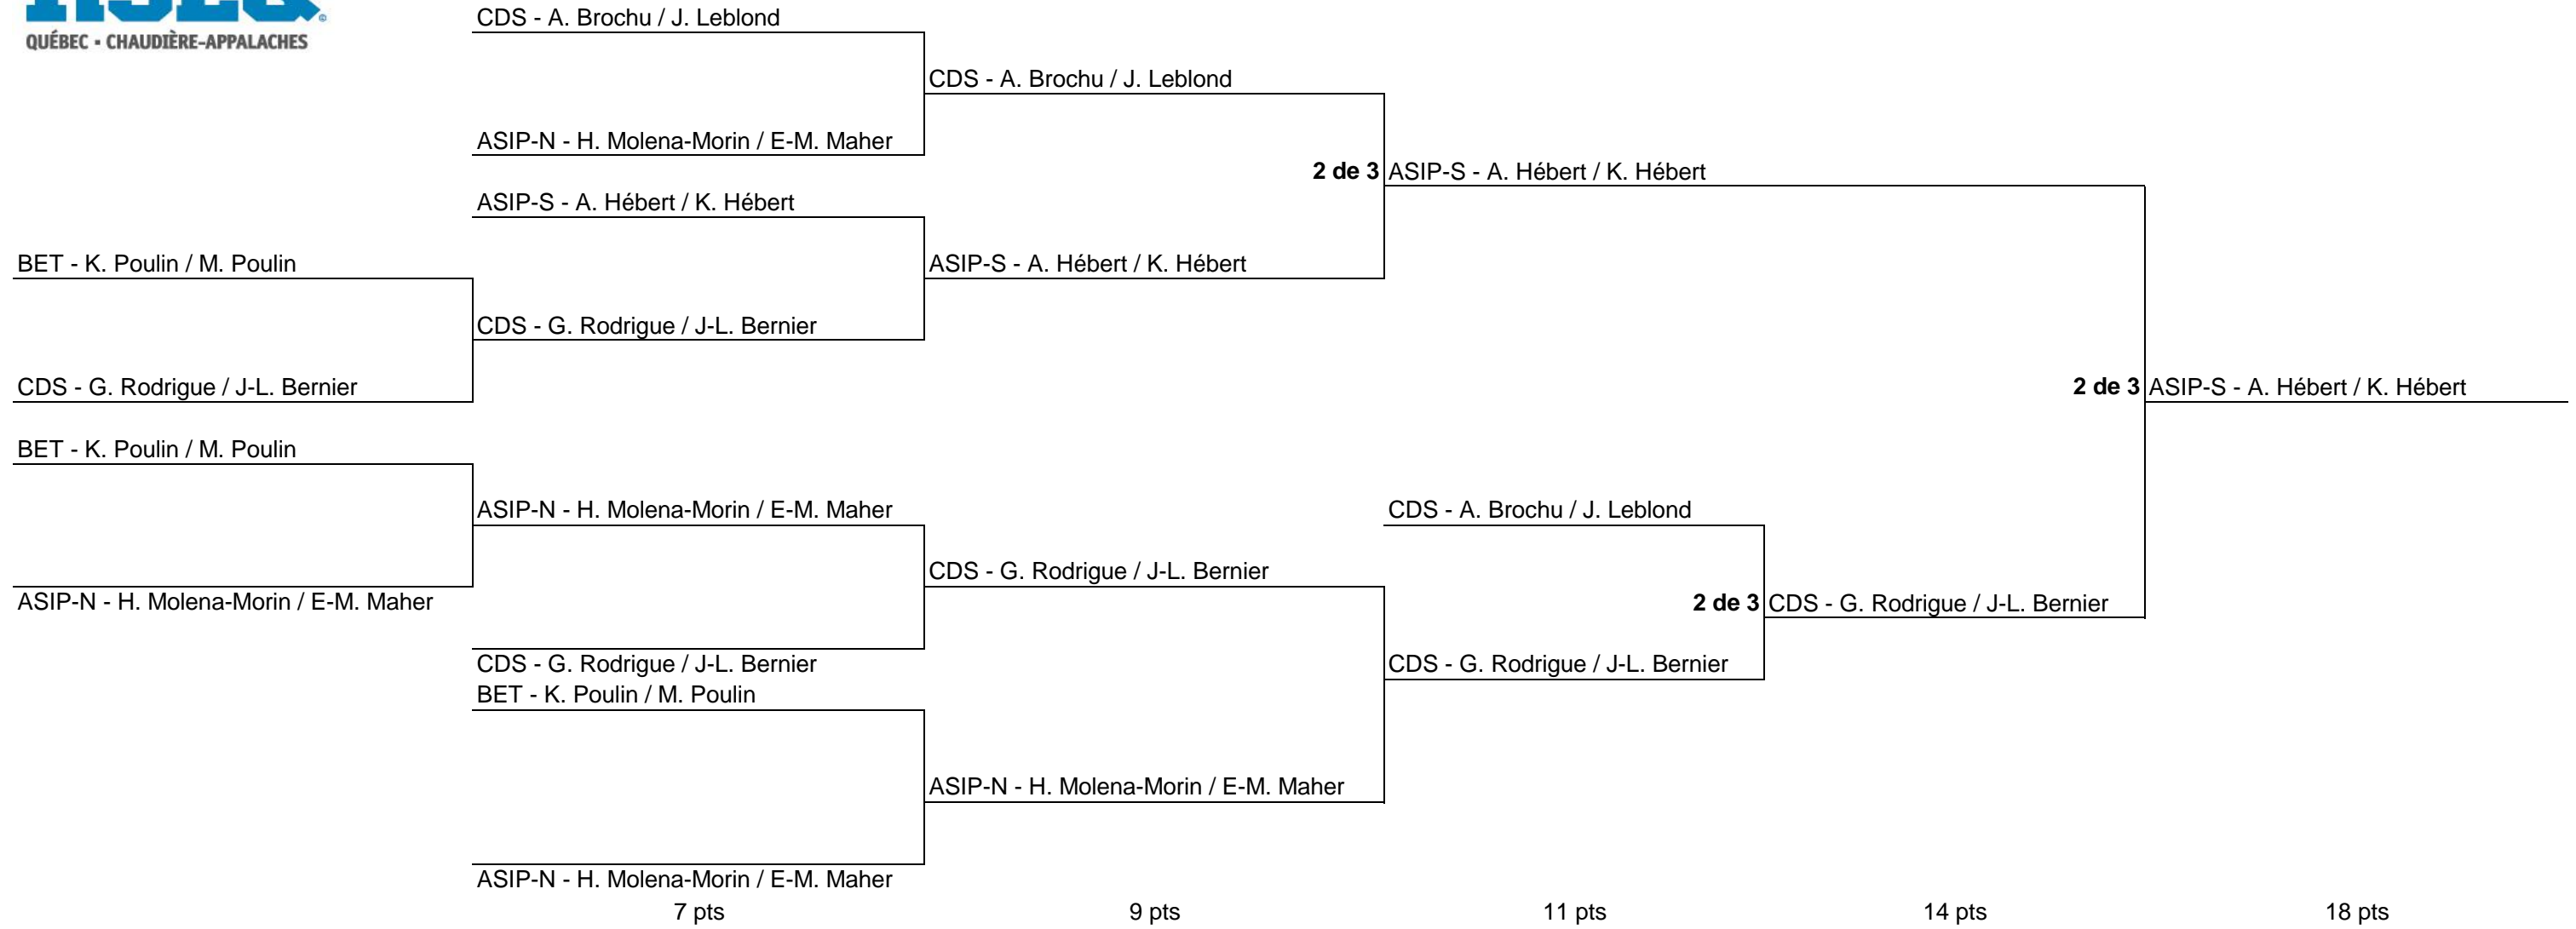 QUÉBEC - CHAUDIÈRE-APPALACHES
CDS - A. Brochu / J. Leblond
CDS - A. Brochu / J. Leblond
ASIP-N - H. Molena-Morin / E-M. Maher
2 de 3 ASIP-S - A. Hébert / K. Hébert
ASIP-S - A. Hébert / K. Hébert
BET - K. Poulin / M. Poulin
ASIP-S - A. Hébert / K. Hébert
CDS - G. Rodrigue / J-L. Bernier
CDS - G. Rodrigue / J-L. Bernier
2 de 3 ASIP-S - A. Hébert / K. Hébert
BET - K. Poulin / M. Poulin
ASIP-N - H. Molena-Morin / E-M. Maher
CDS - A. Brochu / J. Leblond
CDS - G. Rodrigue / J-L. Bernier
ASIP-N - H. Molena-Morin / E-M. Maher
2 de 3 CDS - G. Rodrigue / J-L. Bernier
CDS - G. Rodrigue / J-L. Bernier
CDS - G. Rodrigue / J-L. Bernier
BET - K. Poulin / M. Poulin
ASIP-N - H. Molena-Morin / E-M. Maher
ASIP-N - H. Molena-Morin / E-M. Maher
7 pts 9 pts 11 pts 14 pts 18 pts